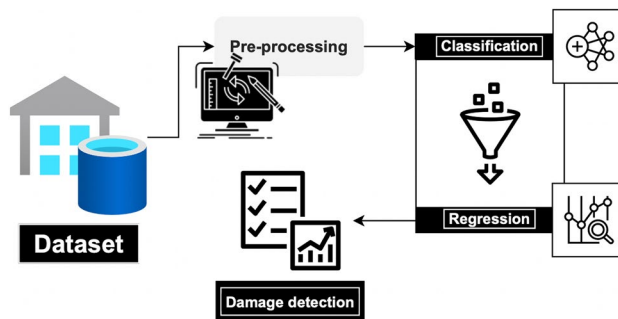 Pre-processing
Classification
Dataset
Regression
Damage detection